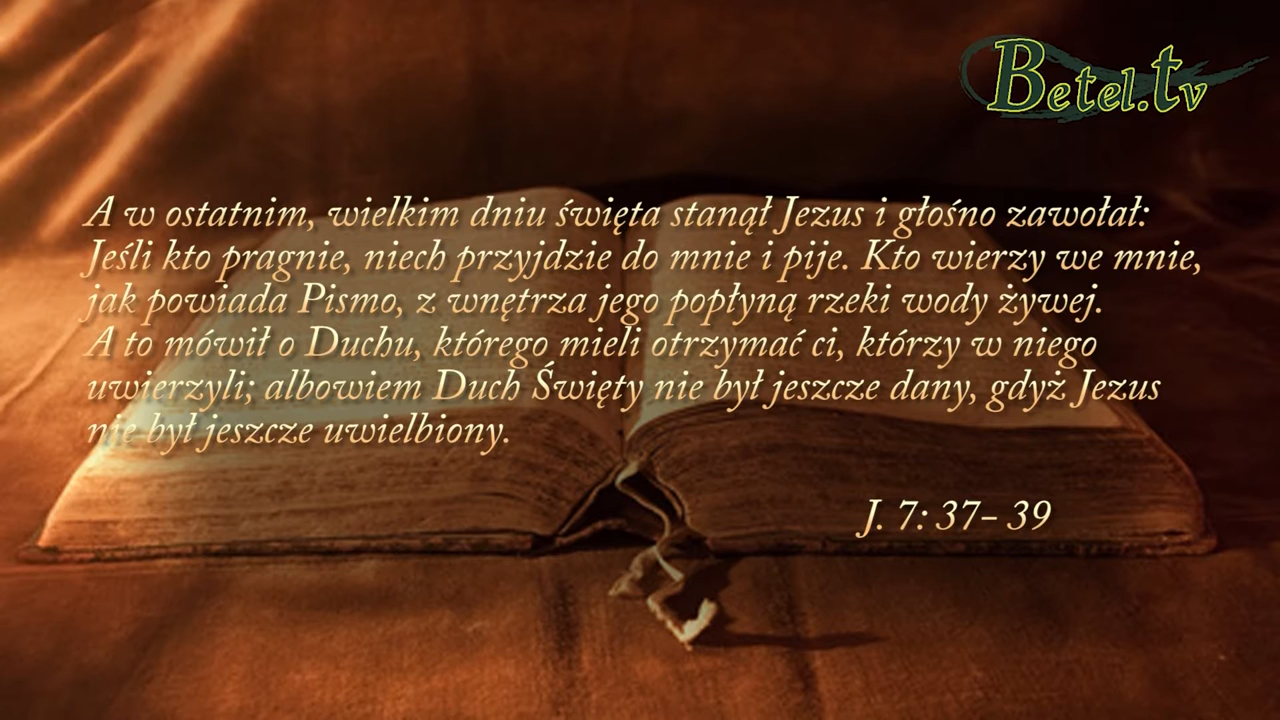 Betel.tv
A w ostatnim, wielkim dniu święta stanął Jezus i głośno zawołał:
Jeśli kto pragnie, niech przyjdzie do mnie i pije. Kto wierzy we mnie,
jak powiada Pismo, z wnętrza jego popłyną rzeki wody żywej.
A to mówił o Duchu, którego mieli otrzymać ci, którzy w niego
uwierzyli; albowiem Duch Święty nie był jeszcze dany, gdyż Jezus
nie był jeszcze uwielbiony.
J. 7: 37- 39